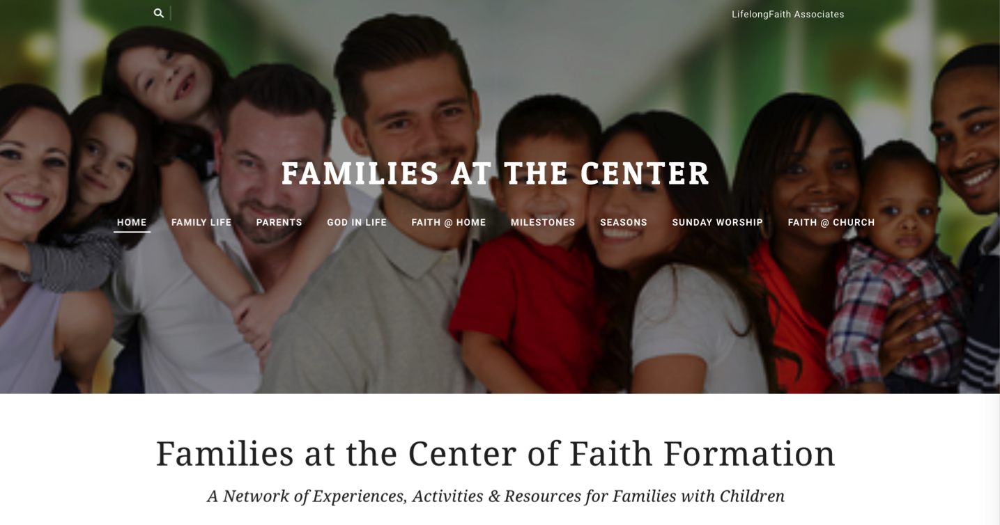 LifelongFaith Associates
FAMILIES AT THE CENTER
HOME FAMILY LIFE PARENTS GOD IN LIFE FAITH @ HOME MILESTONES SEASONS SUNDAY WORSHIP FAITH @ CHURCH
Families at the Center of Faith Formation
A Network of Experiences, Activities & Resources for Families with Children